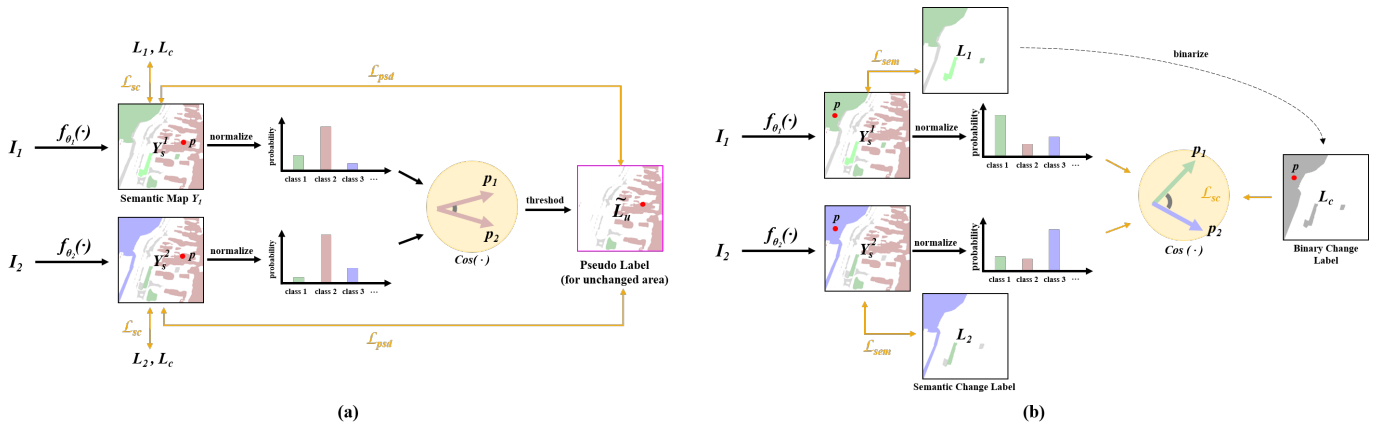 L1 , Lc
ℒsc
ℒpsd
I1
fθ1(·)
Ys1
p
normalize
probability
class 1 class 2 class 3 ...
Semantic Map Y1
p1
p2
Cos( · )
threshod
L̃u
Pseudo Label
(for unchanged area)
I2
fθ2(·)
Ys2
p
normalize
probability
class 1 class 2 class 3 ...
ℒsc
ℒpsd
L2 , Lc
(a)
L1
ℒsem
binarize
I1
fθ1(·)
p
Ys1
normalize
probability
class 1 class 2 class 3 ...
p1
p2
ℒsc
Cos ( · )
p
Lc
Binary Change
Label
I2
fθ2(·)
p
Ys2
normalize
probability
class 1 class 2 class 3 ...
ℒsem
L2
Semantic Change Label
(b)